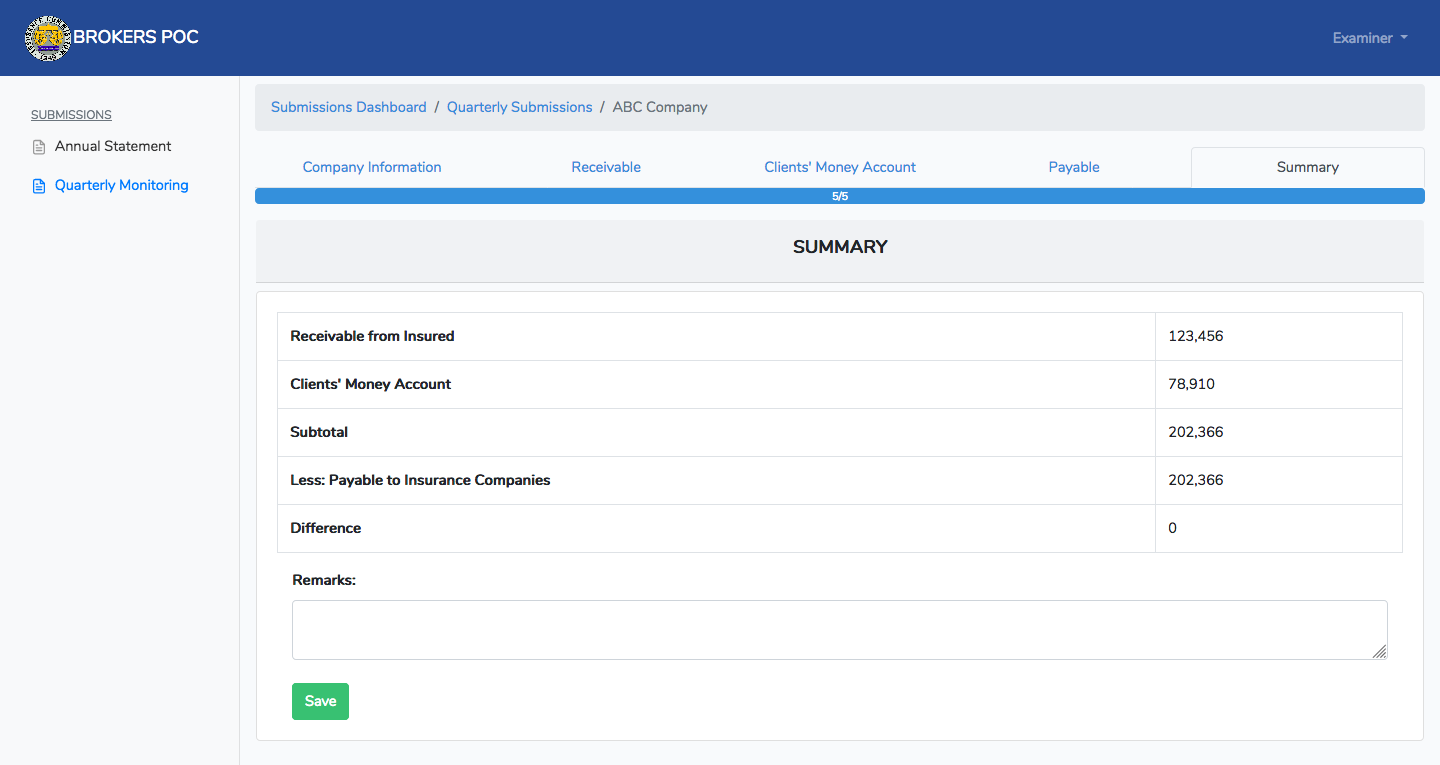 BROKERS POC
Examiner
SUBMISSIONS
Annual Statement
Quarterly Monitoring
Submissions Dashboard / Quarterly Submissions / ABC Company
Company Information Receivable Clients' Money Account Payable Summary
5/5
SUMMARY
Receivable from Insured 123,456
Clients' Money Account 78,910
Subtotal 202,366
Less: Payable to Insurance Companies 202,366
Difference 0
Remarks:
Save